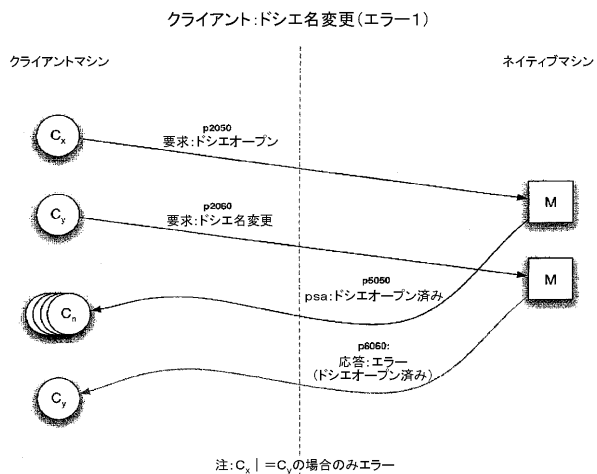 クライアント:ドシエ名変更(エラー1)
クライアントマシン
ネイティブマシン
Cx
p2050
要求:ドシエオープン
M
Cy
p2060
要求:ドシエ名変更
M
Cn
p5050
psa:ドシエオープン済み
p6060:
応答:エラー
(ドシエオープン済み)
Cy
注:Cx|=Cyの場合のみエラー